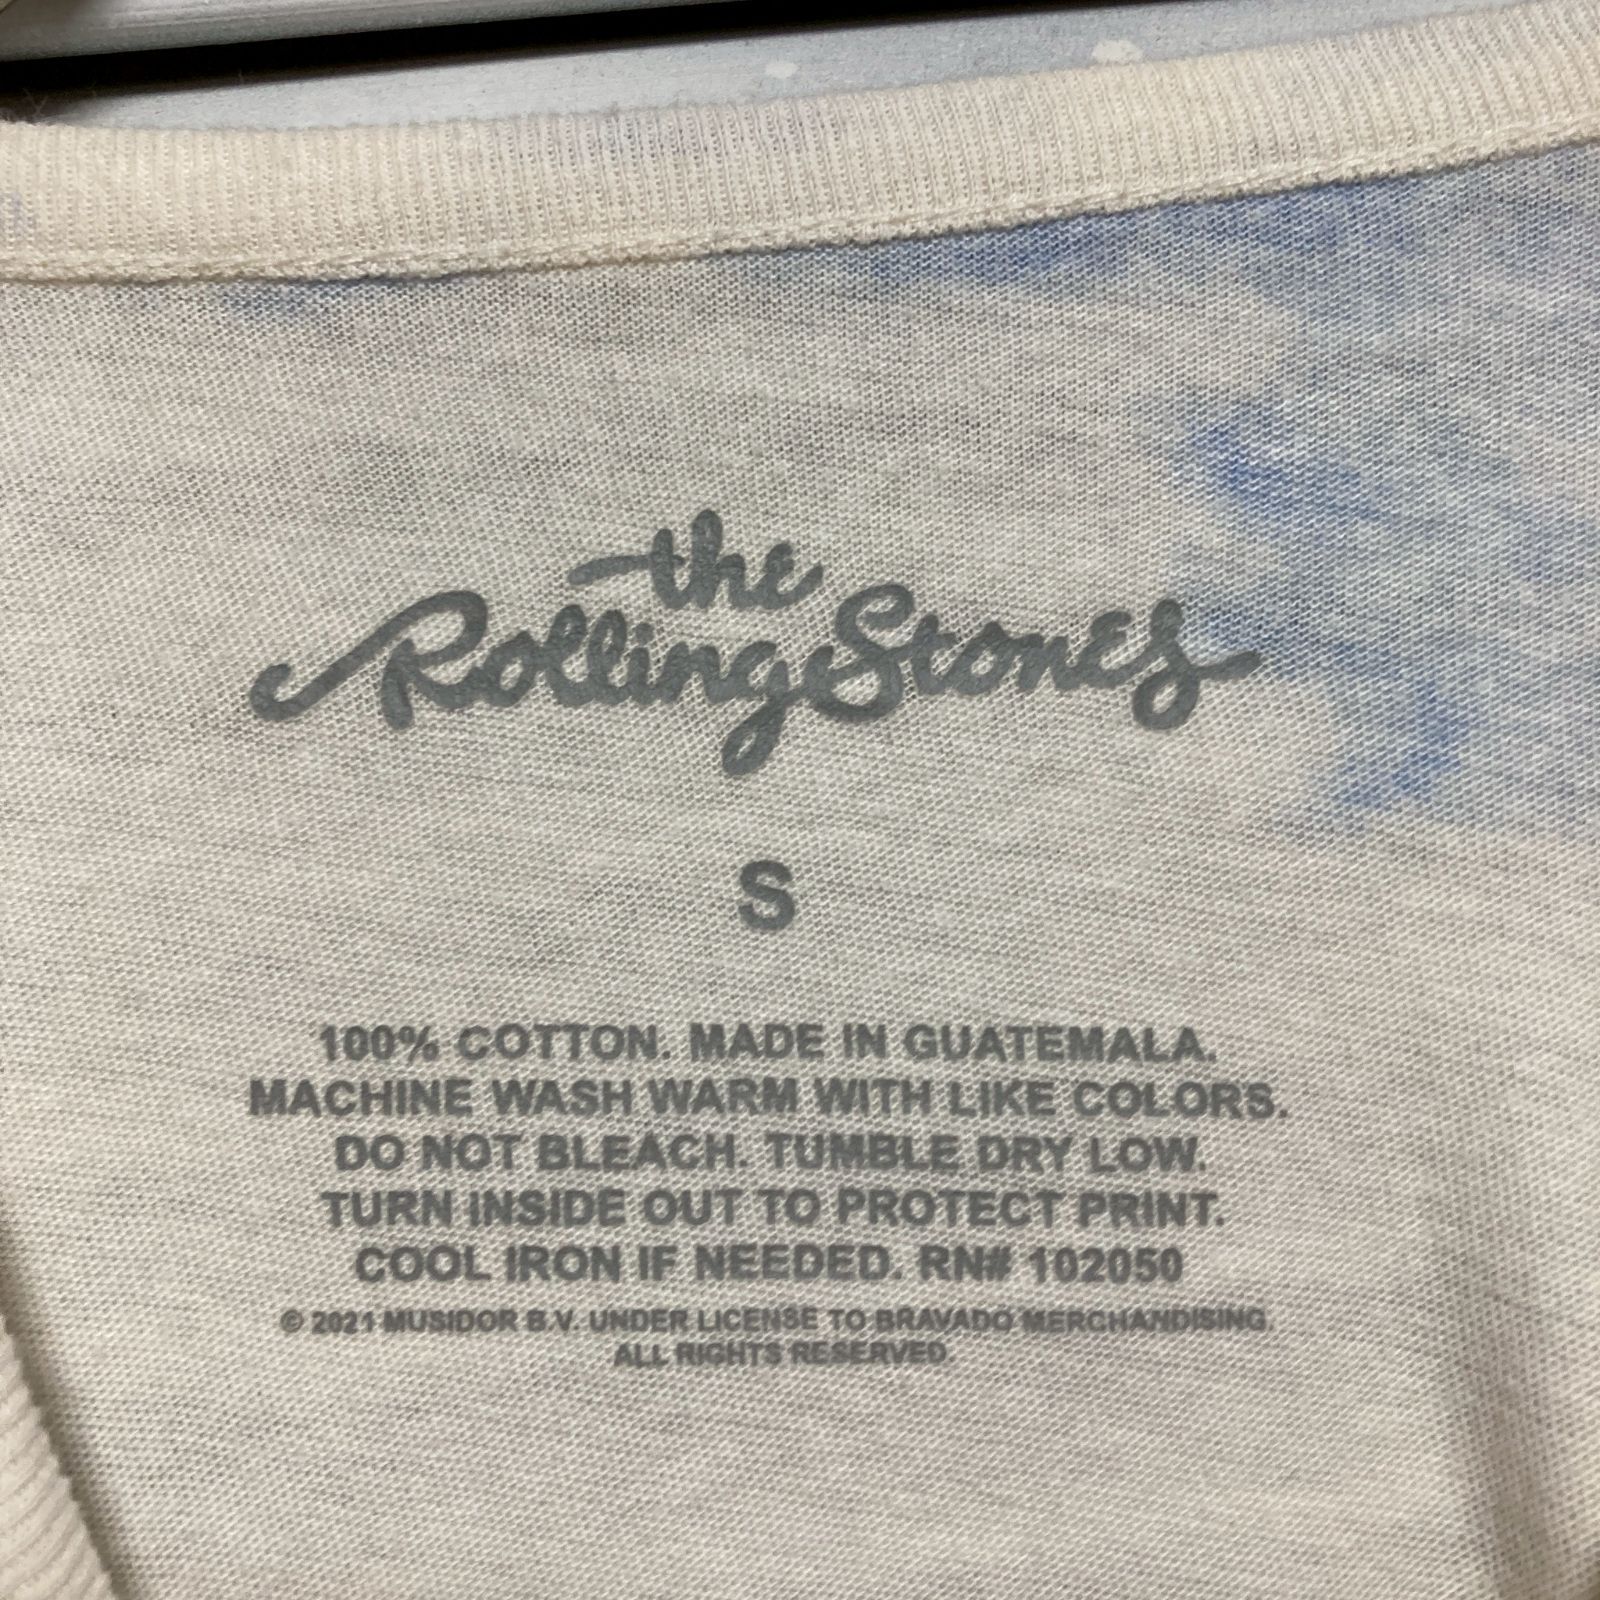 the
Rolling Stones
S
100% COTTON. MADE IN GUATEMALA.
MACHINE WASH WARM WITH LIKE COLORS.
DO NOT BLEACH. TUMBLE DRY LOW.
TURN INSIDE OUT TO PROTECT PRINT.
COOL IRON IF NEEDED. RN# 102050
© 2021 MUSIDOR B.V. UNDER LICENSE TO BRAVADO MERCHANDISING.
ALL RIGHTS RESERVED.